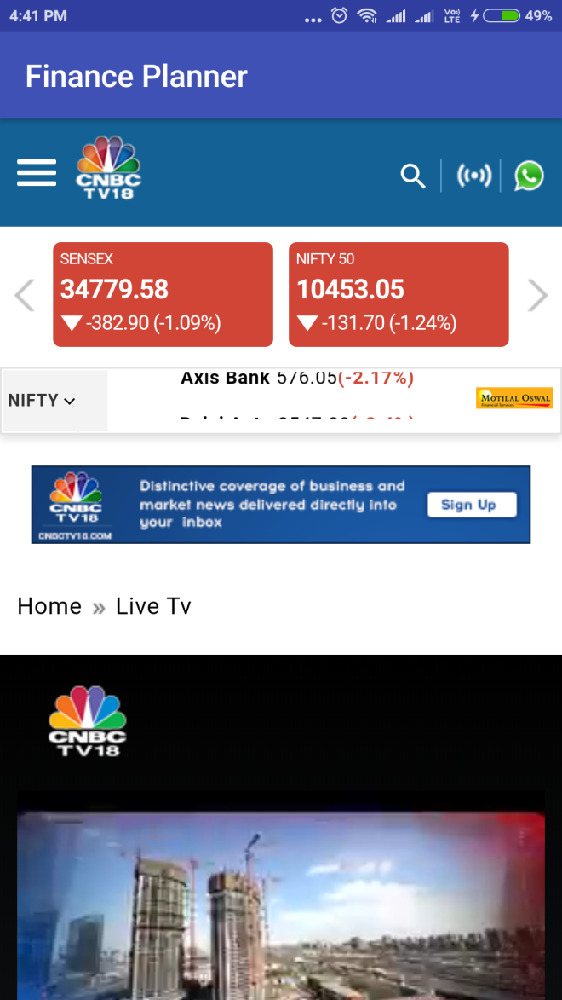 4:41 PM
Vo))
LTE
49%
Finance Planner
CNBC
TV18
SENSEX
34779.58
-382.90 (-1.09%)
NIFTY 50
10453.05
-131.70 (-1.24%)
NIFTY
Axis Bank 576.05(-2.17%)
MOTILAL OSWAL
Financial Services
CNBC
TV18
CNBCTV18.COM
Distinctive coverage of business and
market news delivered directly into
your inbox
Sign Up
Home » Live Tv
CNBC
TV18